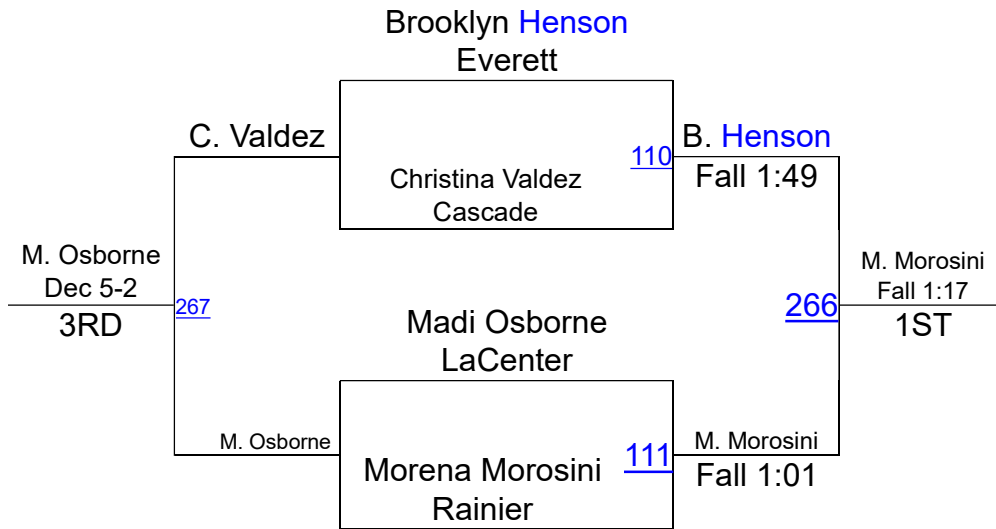 Brooklyn Henson
Everett
C. Valdez
B. Henson
110
Fall 1:49
Christina Valdez
Cascade
M. Osborne
Dec 5-2
3RD
267
M. Morosini
Fall 1:17
1ST
266
Madi Osborne
LaCenter
M. Osborne
M. Morosini
111
Fall 1:01
Morena Morosini
Rainier